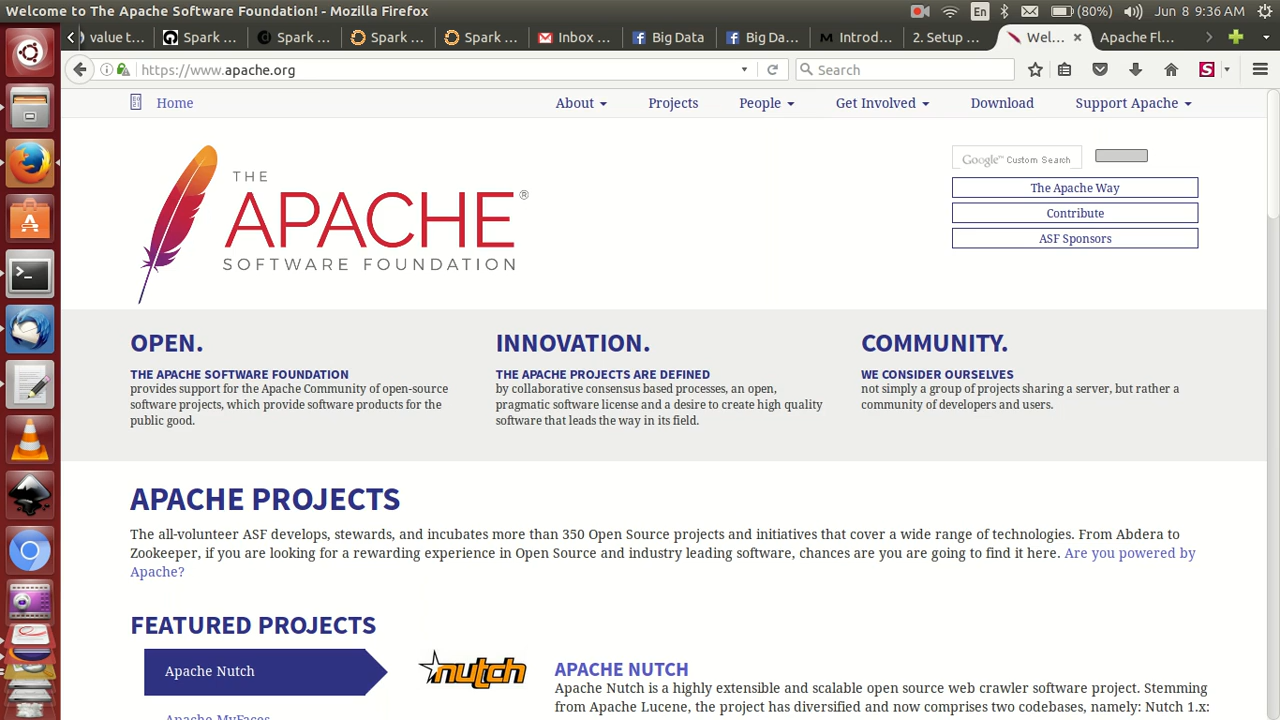 Welcome to The Apache Software Foundation! - Mozilla Firefox
En
(80%)
Jun 8 9:36 AM
value t...
Spark ...
Spark ...
Spark ...
Spark ...
Inbox ...
Big Data
Big Da...
Introd...
2. Setup ...
Wel...
Apache Fl...
https://www.apache.org
Search
S
Home
About
Projects
People
Get Involved
Download
Support Apache
THE
APACHE®
SOFTWARE FOUNDATION
Google™ Custom Search
The Apache Way
Contribute
ASF Sponsors
OPEN.
THE APACHE SOFTWARE FOUNDATION
provides support for the Apache Community of open-source
software projects, which provide software products for the
public good.
INNOVATION.
THE APACHE PROJECTS ARE DEFINED
by collaborative consensus based processes, an open,
pragmatic software license and a desire to create high quality
software that leads the way in its field.
COMMUNITY.
WE CONSIDER OURSELVES
not simply a group of projects sharing a server, but rather a
community of developers and users.
APACHE PROJECTS
The all-volunteer ASF develops, stewards, and incubates more than 350 Open Source projects and initiatives that cover a wide range of technologies. From Abdera to
Zookeeper, if you are looking for a rewarding experience in Open Source and industry leading software, chances are you are going to find it here. Are you powered by
Apache?
FEATURED PROJECTS
Apache Nutch
Apache MyFaces
nutch
APACHE NUTCH
Apache Nutch is a highly extensible and scalable open source web crawler software project. Stemming
from Apache Lucene, the project has diversified and now comprises two codebases, namely: Nutch 1.x: